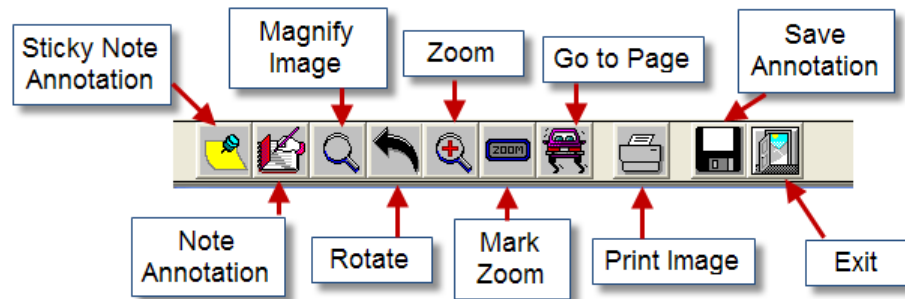 Sticky Note
Annotation
Magnify
Image
Zoom
Go to Page
Save
Annotation
ZOOM
Note
Annotation
Rotate
Mark
Zoom
Print Image
Exit